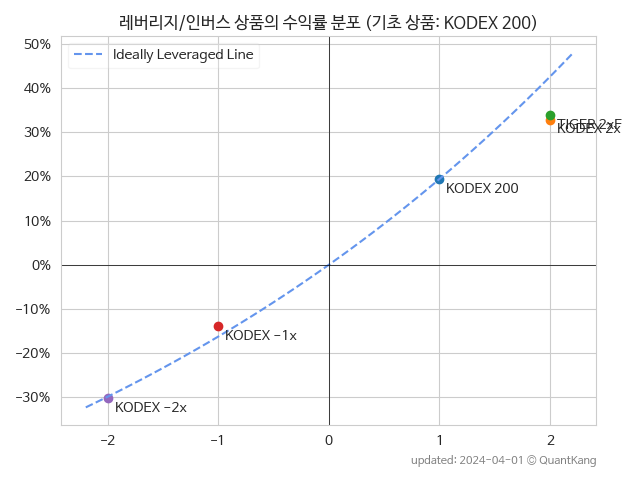 레버리지/인버스 상품의 수익률 분포 (기초 상품: KODEX 200)
50%
Ideally Leveraged Line
40%
TIGER 2xF
30%
KODEX 2x
20%
KODEX 200
10%
0%
-10%
KODEX -1x
-20%
-30%
KODEX -2x
-2 -1 0 1 2
updated: 2024-04-01 © QuantKang